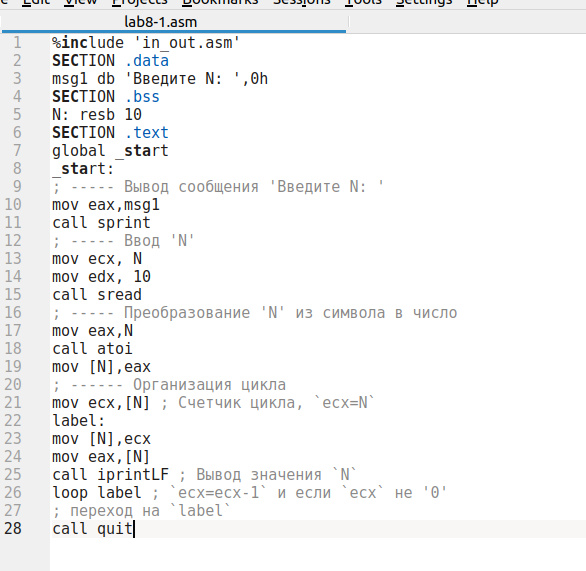 Edit View Projects Bookmarks Sessions Tools Settings Help
lab8-1.asm
1 %include 'in_out.asm'
2 SECTION .data
3 msg1 db 'Введите N: ',0h
4 SECTION .bss
5 N: resb 10
6 SECTION .text
7 global _start
8 _start:
9 ; ----- Вывод сообщения 'Введите N: '
10 mov eax,msg1
11 call sprint
12 ; ----- Ввод 'N'
13 mov ecx, N
14 mov edx, 10
15 call sread
16 ; ----- Преобразование 'N' из символа в число
17 mov eax,N
18 call atoi
19 mov [N],eax
20 ; ------ Организация цикла
21 mov ecx,[N] ; Счетчик цикла, `ecx=N`
22 label:
23 mov [N],ecx
24 mov eax,[N]
25 call iprintLF ; Вывод значения `N`
26 loop label ; `ecx=ecx-1` и если `ecx` не '0'
27 ; переход на `label`
28 call quit